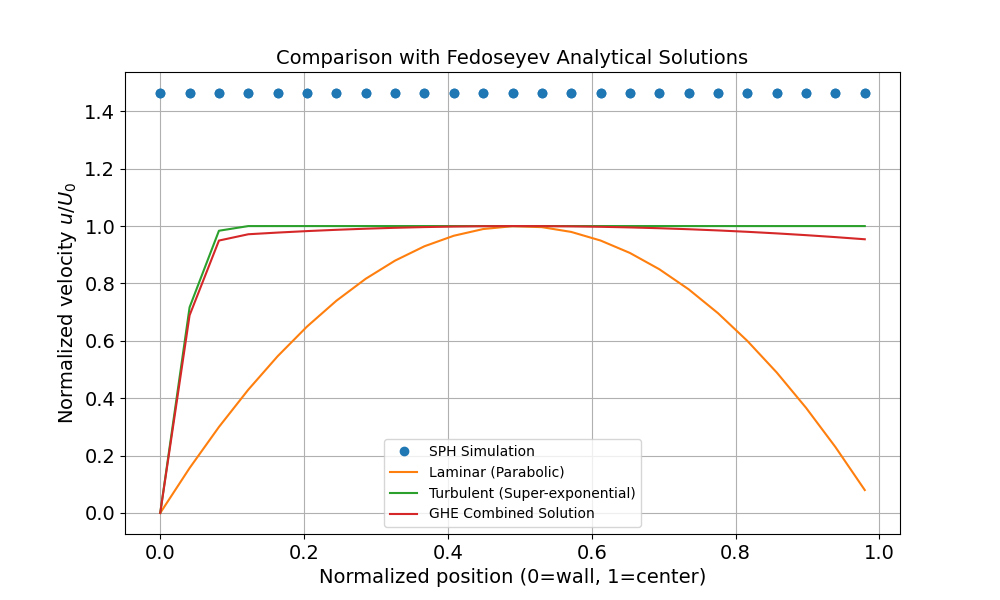 Comparison with Fedoseyev Analytical Solutions
Normalized velocity u/U₀
1.4
1.2
1.0
0.8
0.6
0.4
0.2
0.0
SPH Simulation
Laminar (Parabolic)
Turbulent (Super-exponential)
GHE Combined Solution
0.0 0.2 0.4 0.6 0.8 1.0
Normalized position (0=wall, 1=center)